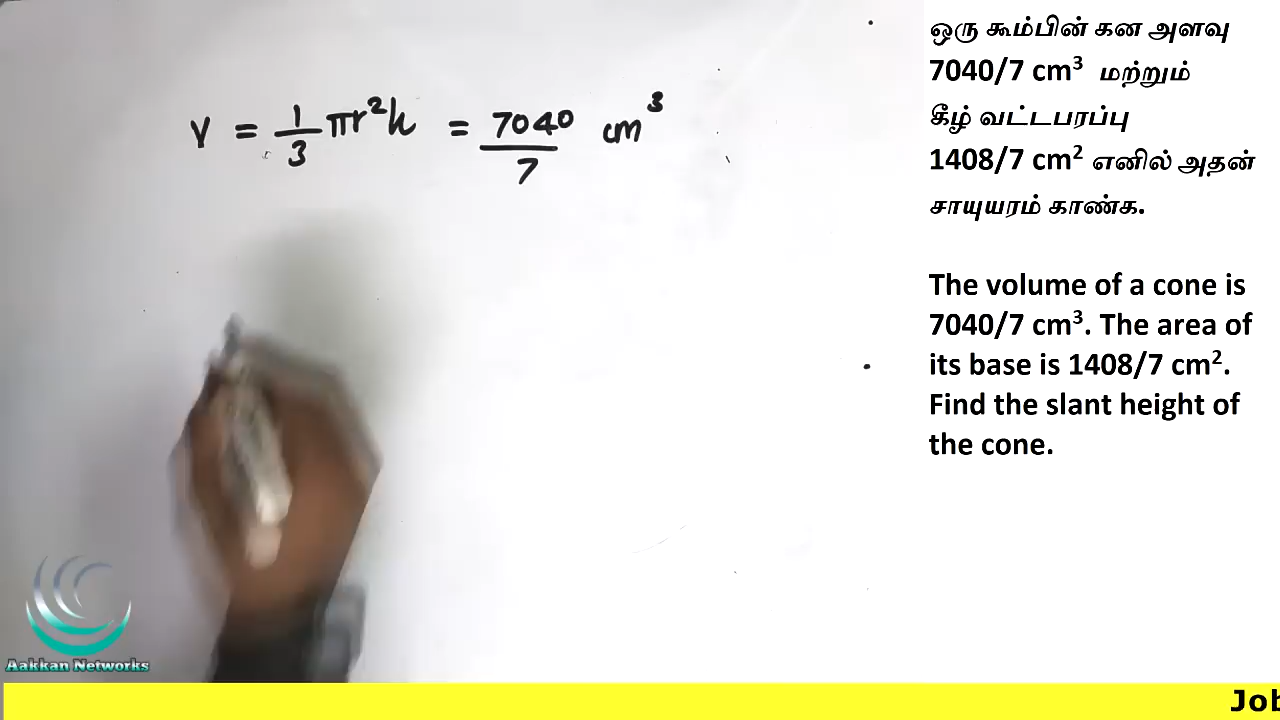 V = 1/3 πr²h = 7040/7 cm³
ஒரு கூம்பின் கன அளவு
7040/7 cm³ மற்றும்
கீழ் வட்டபரப்பு
1408/7 cm² எனில் அதன்
சாயுயரம் காண்க.
The volume of a cone is
7040/7 cm³. The area of
its base is 1408/7 cm².
Find the slant height of
the cone.
Aakkan Networks